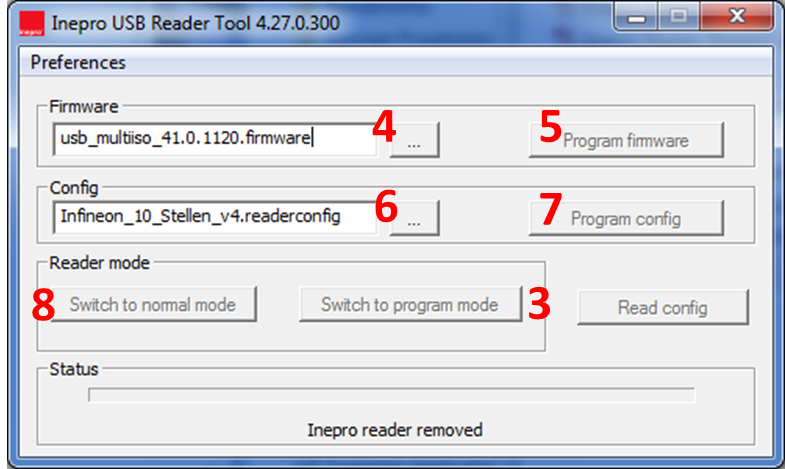 inepro
Inepro USB Reader Tool 4.27.0.300
X
Preferences
Firmware
usb_multiiso_41.0.1120.firmware 4 ... 5 Program firmware
Config
Infineon_10_Stellen_v4.readerconfig 6 ... 7 Program config
Reader mode
8 Switch to normal mode Switch to program mode 3 Read config
Status
Inepro reader removed